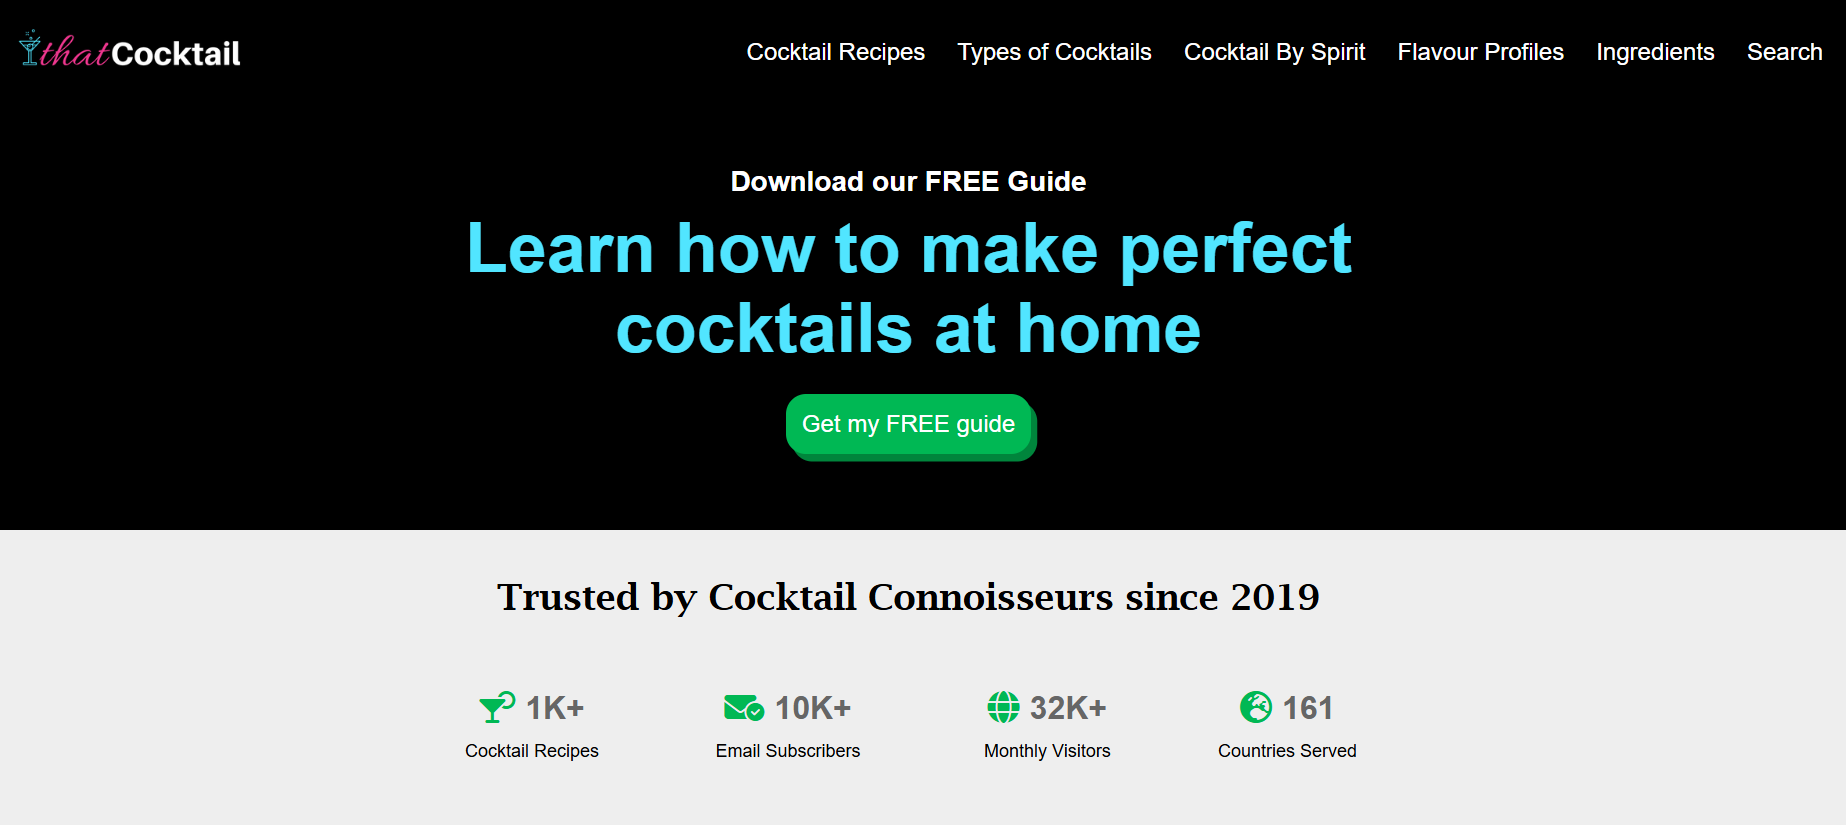 thatCocktail
Cocktail Recipes
Types of Cocktails
Cocktail By Spirit
Flavour Profiles
Ingredients
Search
Download our FREE Guide
Learn how to make perfect
cocktails at home
Get my FREE guide
Trusted by Cocktail Connoisseurs since 2019
1K+
Cocktail Recipes
10K+
Email Subscribers
32K+
Monthly Visitors
161
Countries Served